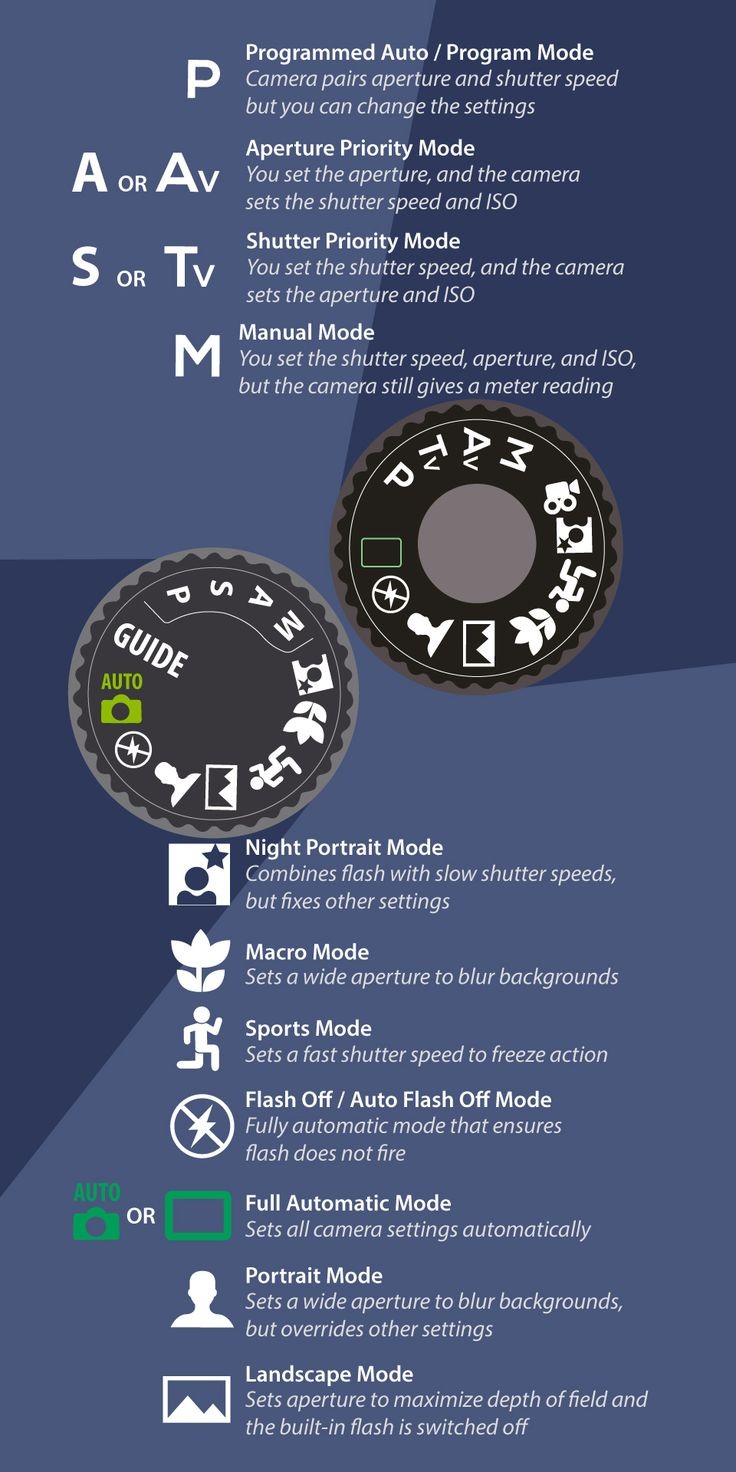 P
Programmed Auto / Program Mode
Camera pairs aperture and shutter speed
but you can change the settings
A OR Av
Aperture Priority Mode
You set the aperture, and the camera
sets the shutter speed and ISO
S OR Tv
Shutter Priority Mode
You set the shutter speed, and the camera
sets the aperture and ISO
M
Manual Mode
You set the shutter speed, aperture, and ISO,
but the camera still gives a meter reading
P Tv Av M
P S A M
GUIDE
AUTO
Night Portrait Mode
Combines flash with slow shutter speeds,
but fixes other settings
Macro Mode
Sets a wide aperture to blur backgrounds
Sports Mode
Sets a fast shutter speed to freeze action
Flash Off / Auto Flash Off Mode
Fully automatic mode that ensures
flash does not fire
AUTO OR
Full Automatic Mode
Sets all camera settings automatically
Portrait Mode
Sets a wide aperture to blur backgrounds,
but overrides other settings
Landscape Mode
Sets aperture to maximize depth of field and
the built-in flash is switched off